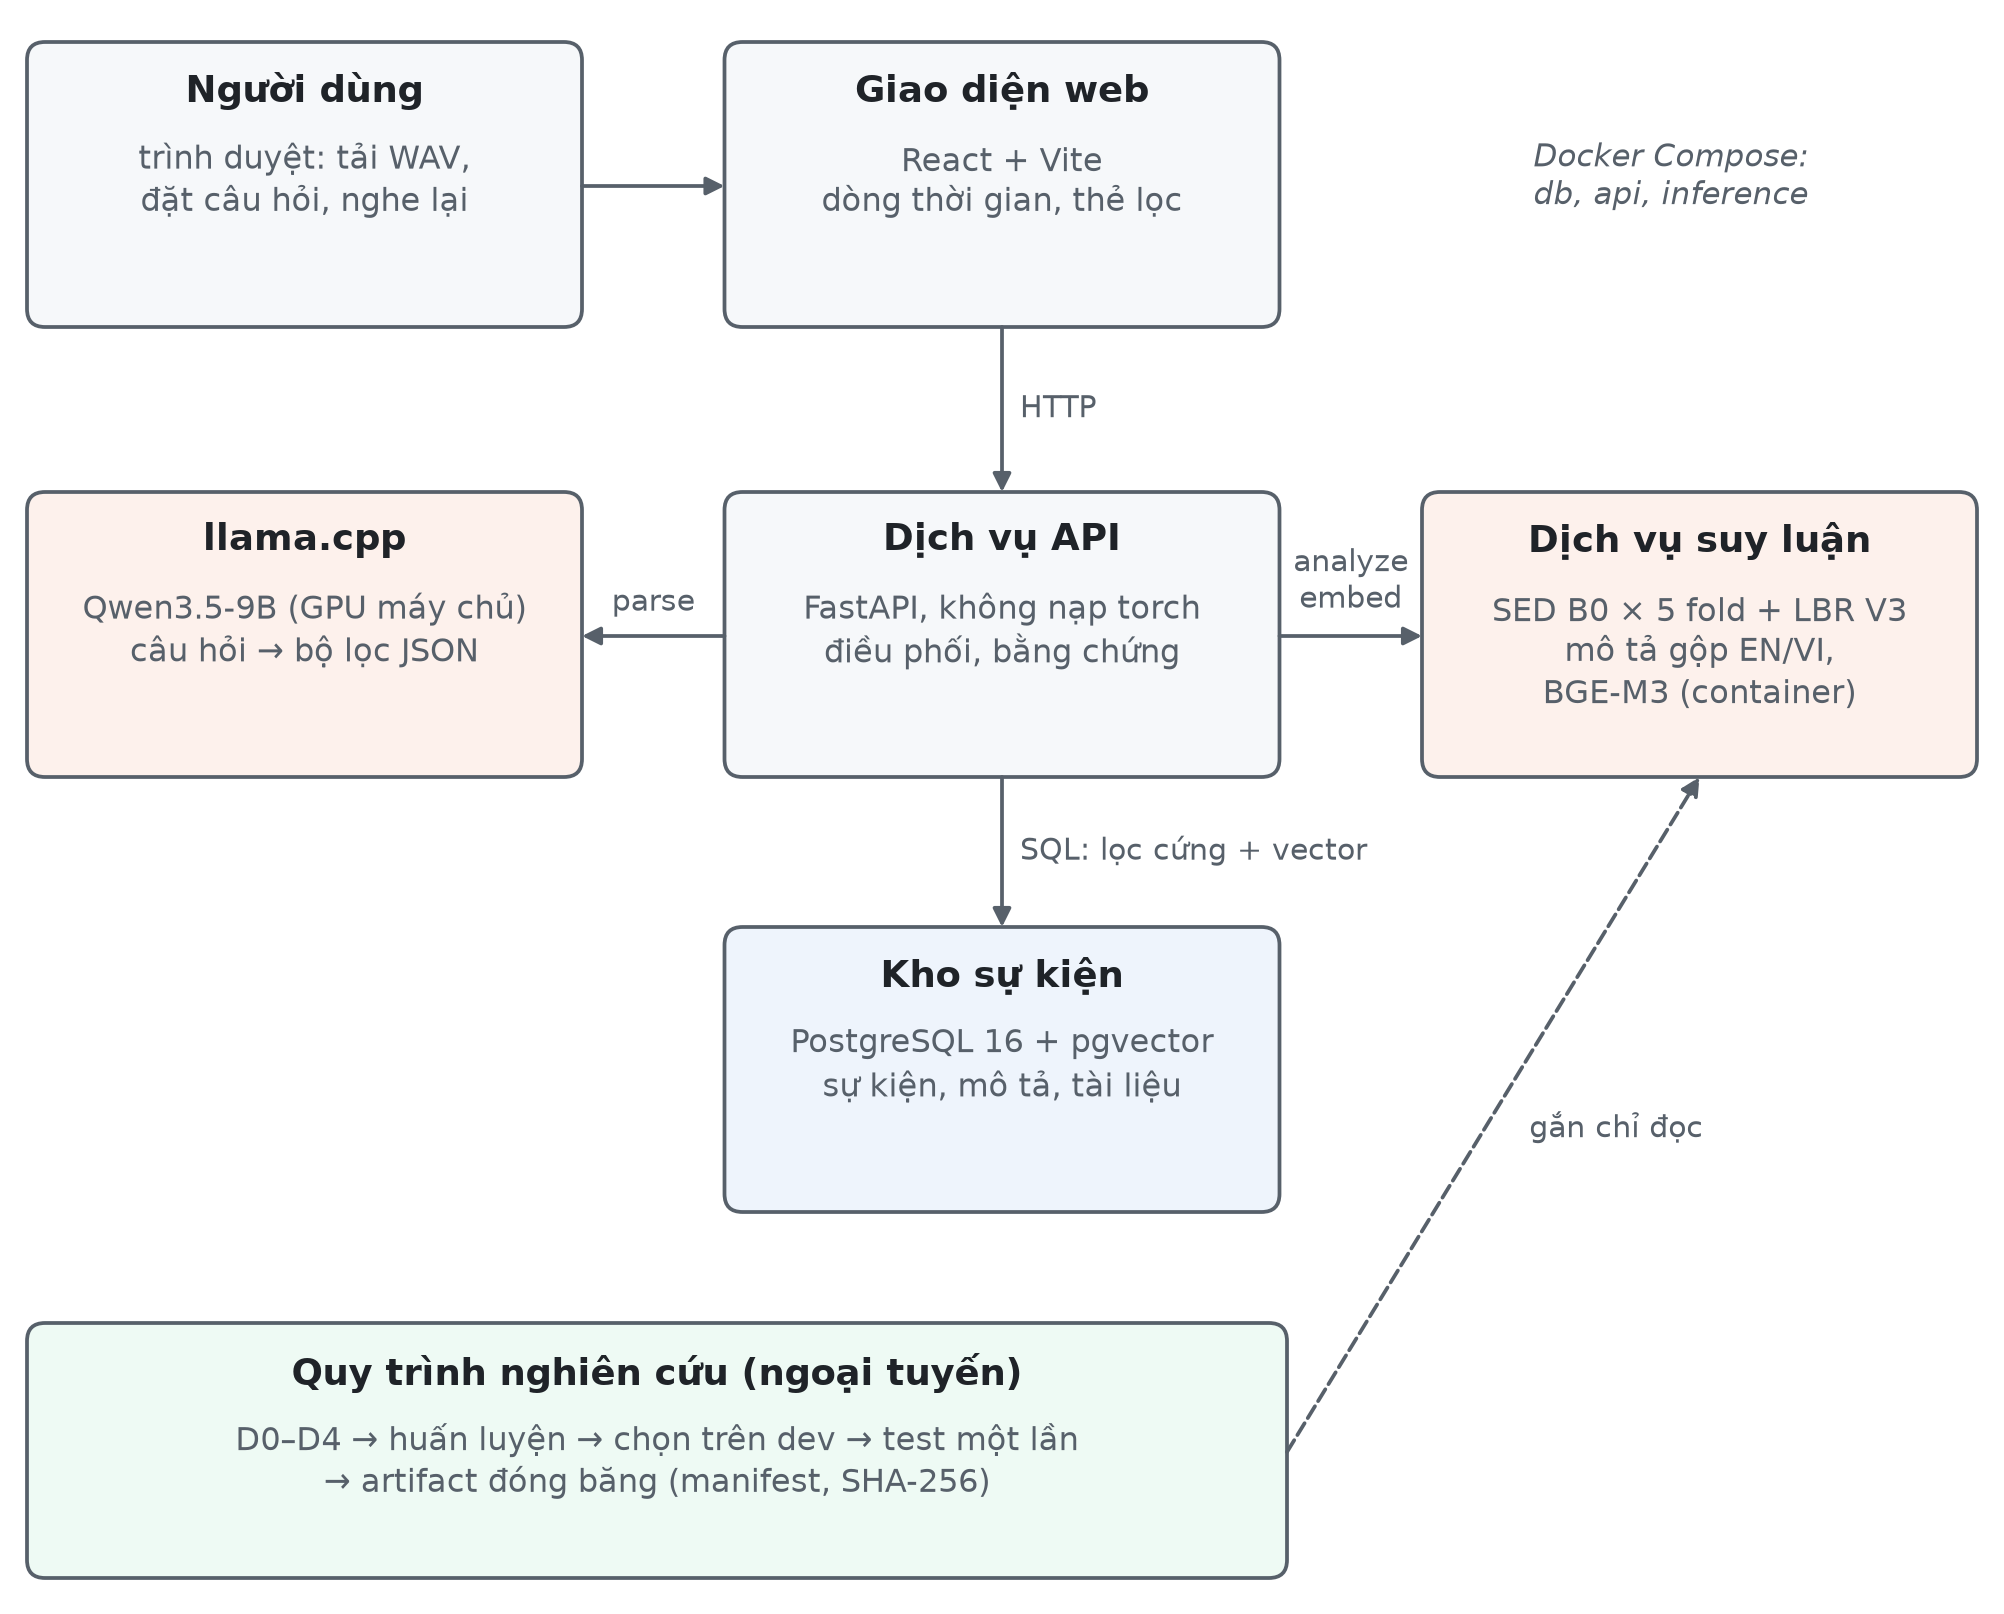 Người dùng
trình duyệt: tải WAV,
đặt câu hỏi, nghe lại
Giao diện web
React + Vite
dòng thời gian, thẻ lọc
Docker Compose:
db, api, inference
HTTP
llama.cpp
Qwen3.5-9B (GPU máy chủ)
câu hỏi → bộ lọc JSON
parse
Dịch vụ API
FastAPI, không nạp torch
điều phối, bằng chứng
analyze
embed
Dịch vụ suy luận
SED B0 × 5 fold + LBR V3
mô tả gộp EN/VI,
BGE-M3 (container)
SQL: lọc cứng + vector
Kho sự kiện
PostgreSQL 16 + pgvector
sự kiện, mô tả, tài liệu
gắn chỉ đọc
Quy trình nghiên cứu (ngoại tuyến)
D0–D4 → huấn luyện → chọn trên dev → test một lần
→ artifact đóng băng (manifest, SHA-256)